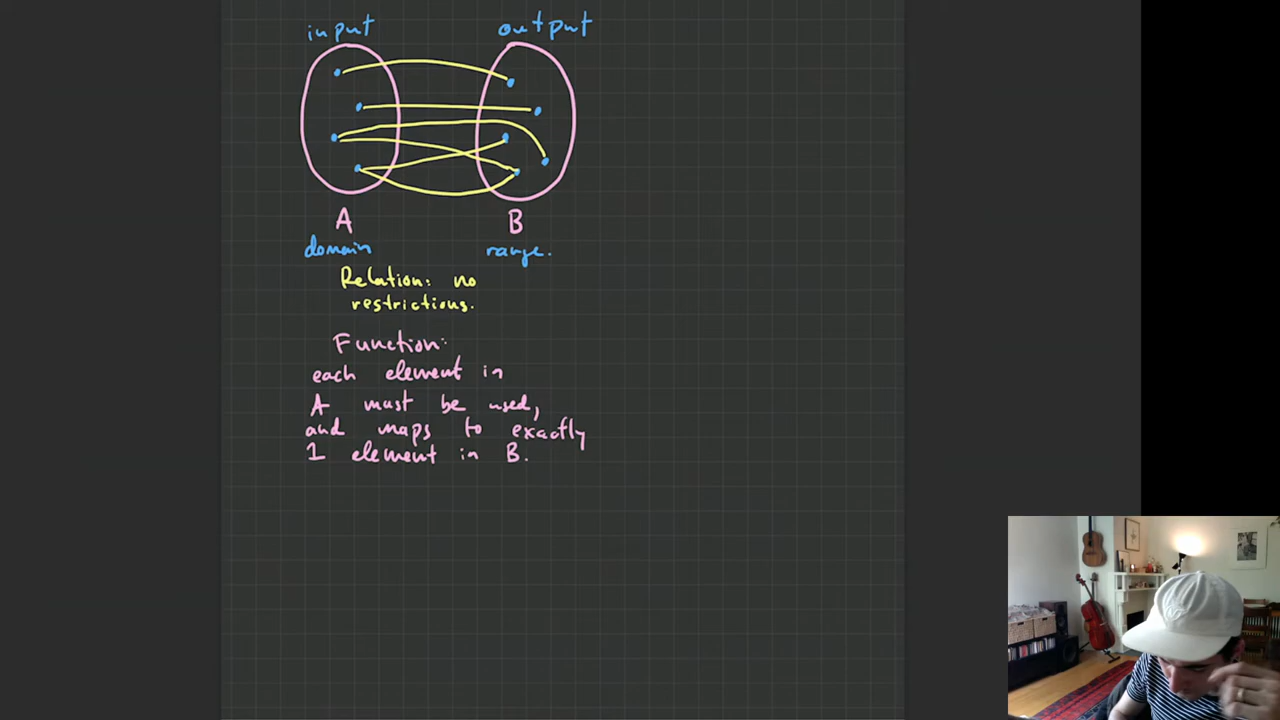 input output
A B
domain range.
Relation: no
restrictions.
Function:
each element in
A must be used,
and maps to exactly
1 element in B.